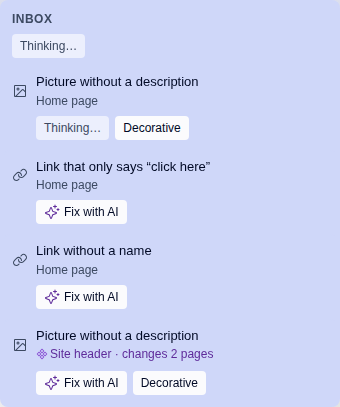 INBOX
Thinking…
Picture without a description
Home page
Thinking… Decorative
Link that only says “click here”
Home page
Fix with AI
Link without a name
Home page
Fix with AI
Picture without a description
Site header · changes 2 pages
Fix with AI Decorative